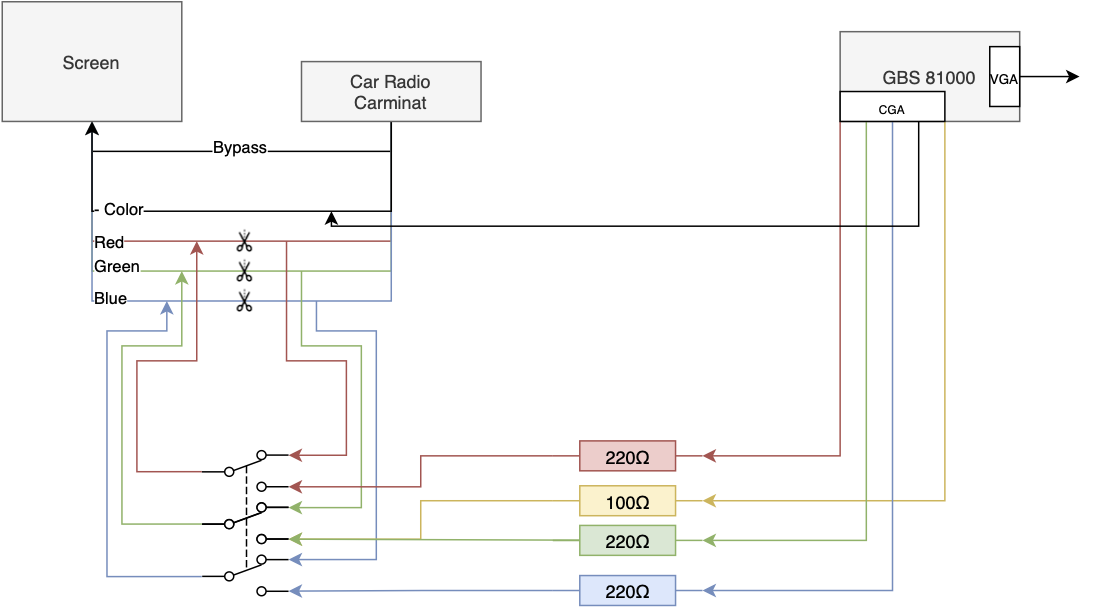 Screen
Car Radio
Carminat
GBS 81000
VGA
CGA
Bypass
- Color
Red
Green
Blue
220Ω
100Ω
220Ω
220Ω